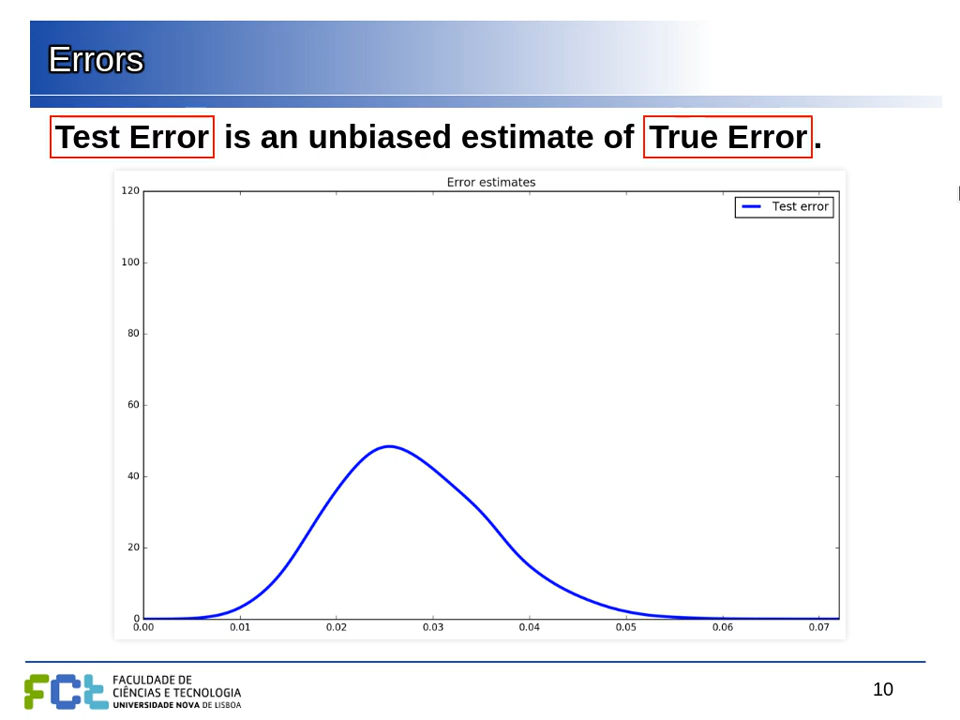 Errors
Test Error is an unbiased estimate of True Error.
Error estimates
Test error
120
100
80
60
40
20
0
0.00 0.01 0.02 0.03 0.04 0.05 0.06 0.07
FCt
FACULDADE DE
CIÊNCIAS E TECNOLOGIA
UNIVERSIDADE NOVA DE LISBOA
10